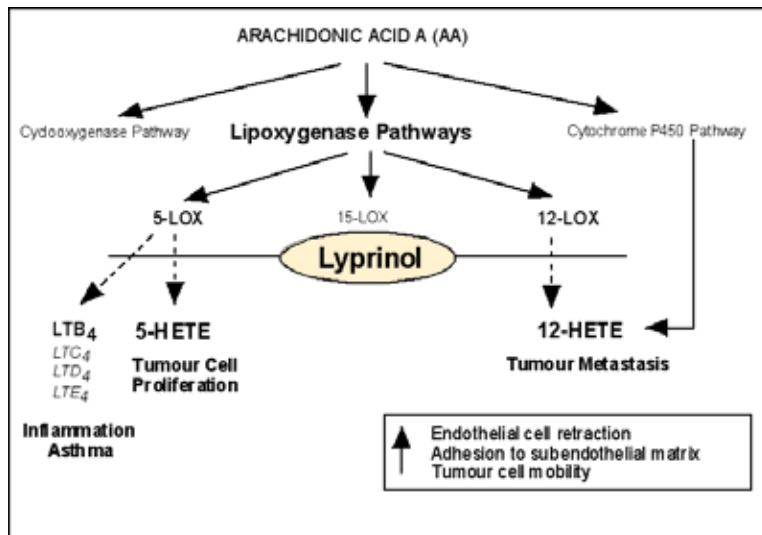 ARACHIDONIC ACID A (AA)
Cydooxygenase Pathway
Lipoxygenase Pathways
Cytochrome P450 Pathway
5-LOX
15-LOX
12-LOX
Lyprinol
LTB4
LTC4
LTD4
LTE4
Inflammation
Asthma
5-HETE
Tumour Cell
Proliferation
12-HETE
Tumour Metastasis
Endothelial cell retraction
Adhesion to subendothelial matrix
Tumour cell mobility